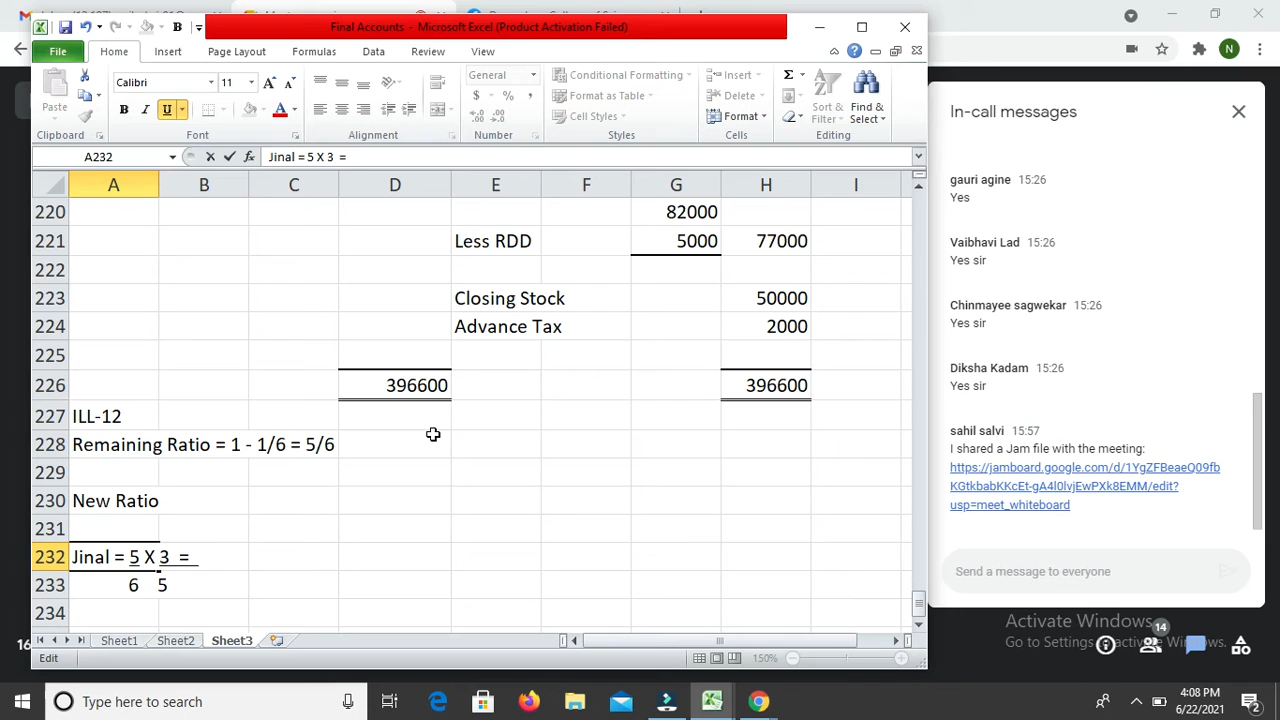 Final Accounts - Microsoft Excel (Product Activation Failed)
File Home Insert Page Layout Formulas Data Review View
Paste
Calibri 11
B I U
General
$ % ,
Conditional Formatting
Format as Table
Cell Styles
Insert
Delete
Format
Sort & Filter
Find & Select
Clipboard Font Alignment Number Styles Cells Editing
A232 fx Jinal = 5 X 3 =
A B C D E F G H I
220 82000
221 Less RDD 5000 77000
222
223 Closing Stock 50000
224 Advance Tax 2000
225
226 396600 396600
227 ILL-12
228 Remaining Ratio = 1 - 1/6 = 5/6
229
230 New Ratio
231
232 Jinal = 5 X 3 =
233 6 5
234
Sheet1 Sheet2 Sheet3
Edit 150%
N
In-call messages
gauri agine 15:26
Yes
Vaibhavi Lad 15:26
Yes sir
Chinmayee sagwekar 15:26
Yes sir
Diksha Kadam 15:26
Yes sir
sahil salvi 15:57
I shared a Jam file with the meeting:
https://jamboard.google.com/d/1YgZFBeaeQ09fb
KGtkbabKKcEt-gA4l0lvjEwPXk8EMM/edit?
usp=meet_whiteboard
Send a message to everyone
Activate Windows
Go to Settings to activate Windows.
14
Type here to search
4:08 PM
6/22/2021
2